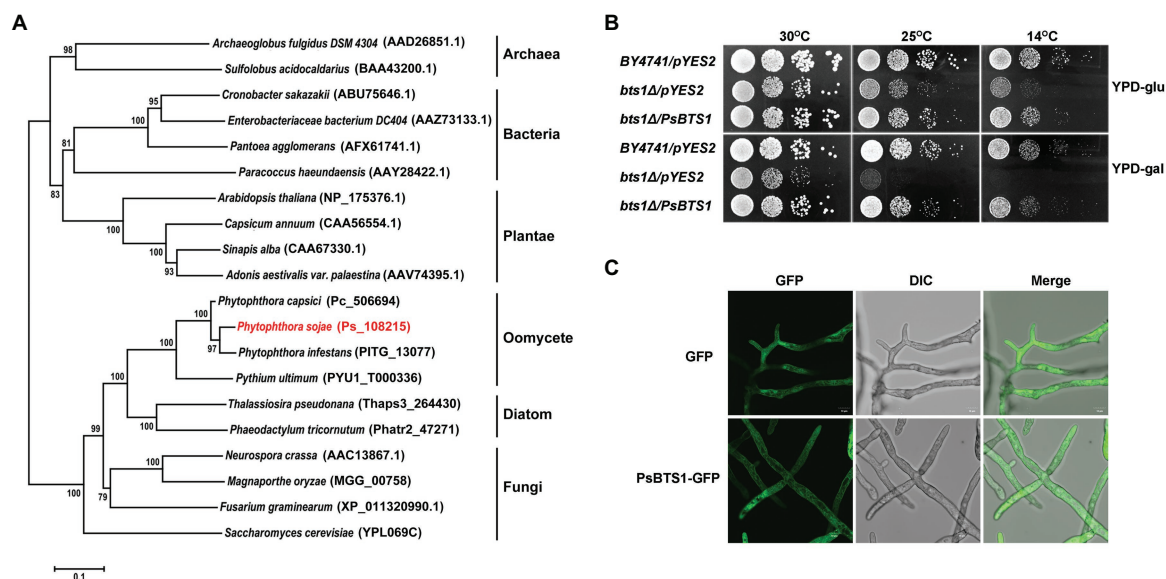 A
98
Archaeoglobus fulgidus DSM 4304 (AAD26851.1)
Sulfolobus acidocaldarius (BAA43200.1)
Archaea
95
100
Cronobacter sakazakii (ABU75646.1)
Enterobacteriaceae bacterium DC404 (AAZ73133.1)
Pantoea agglomerans (AFX61741.1)
Paracoccus haeundaensis (AAY28422.1)
Bacteria
81
83
Arabidopsis thaliana (NP_175376.1)
Capsicum annuum (CAA56554.1)
Sinapis alba (CAA67330.1)
Adonis aestivalis var. palaestina (AAV74395.1)
Plantae
100
100
93
Phytophthora capsici (Pc_506694)
Phytophthora sojae (Ps_108215)
Phytophthora infestans (PITG_13077)
Pythium ultimum (PYU1_T000336)
Oomycete
100
97
100
100
Thalassiosira pseudonana (Thaps3_264430)
Phaeodactylum tricornutum (Phatr2_47271)
Diatom
100
99
Neurospora crassa (AAC13867.1)
Magnaporthe oryzae (MGG_00758)
Fusarium graminearum (XP_011320990.1)
Saccharomyces cerevisiae (YPL069C)
Fungi
100
79
100
0.1
B
30°C 25°C 14°C
BY4741/pYES2
bts1Δ/pYES2
bts1Δ/PsBTS1
YPD-glu
BY4741/pYES2
bts1Δ/pYES2
bts1Δ/PsBTS1
YPD-gal
C
GFP DIC Merge
GFP
PsBTS1-GFP